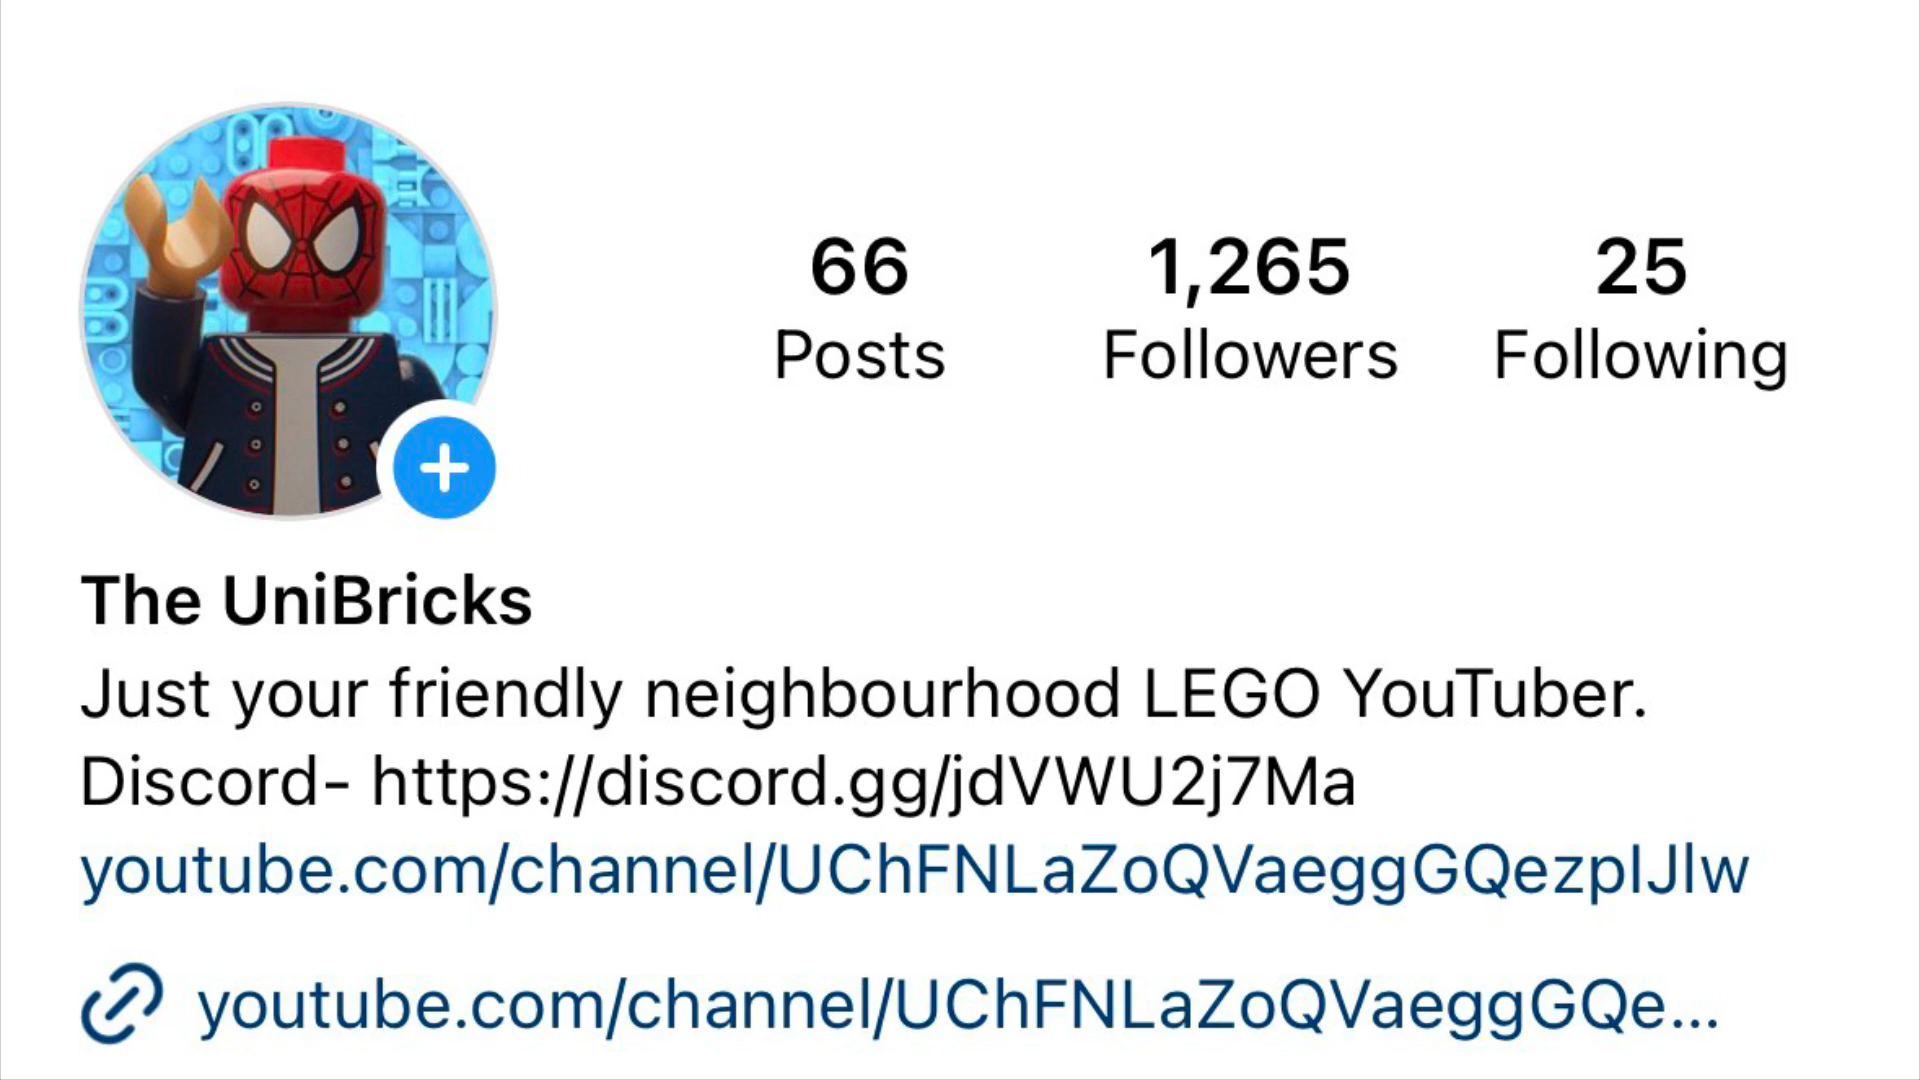 66 1,265 25
Posts Followers Following
The UniBricks
Just your friendly neighbourhood LEGO YouTuber.
Discord- https://discord.gg/jdVWU2j7Ma
youtube.com/channel/UChFNLaZoQVaeggGQezpIJlw
youtube.com/channel/UChFNLaZoQVaeggGQe...